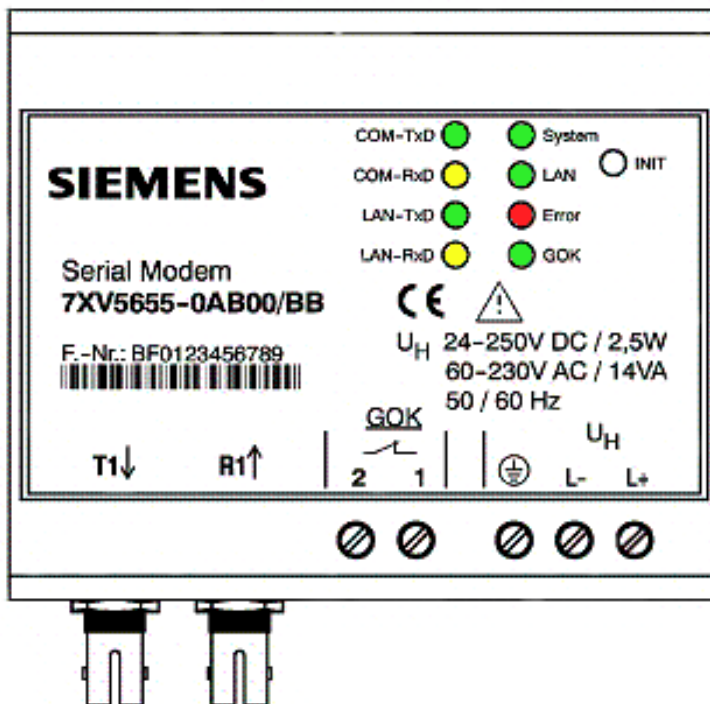 COM-TxD System
COM-RxD LAN INIT
LAN-TxD Error
LAN-RxD GOK
SIEMENS
Serial Modem
7XV5655-0AB00/BB
F.-Nr.: BF0123456789
CE
UH 24-250V DC / 2,5W
60-230V AC / 14VA
50 / 60 Hz
GOK
UH
T1↓ R1↑ 2 1 L- L+